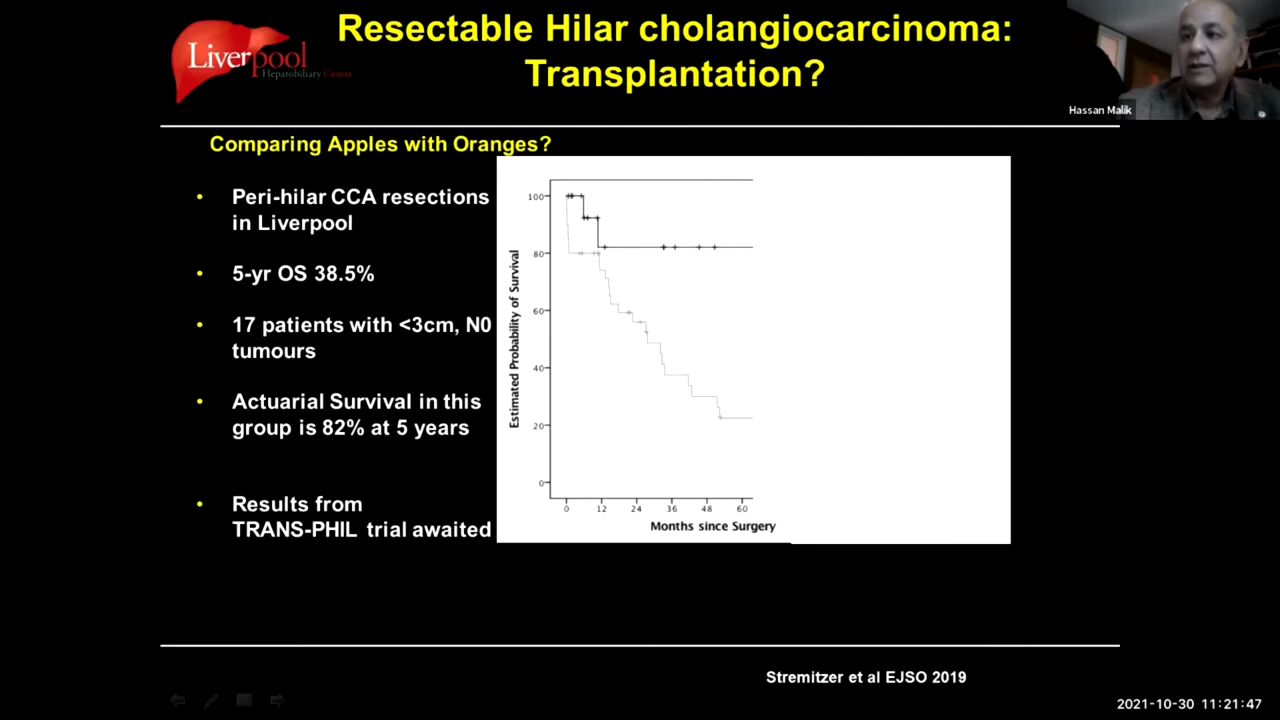 Resectable Hilar cholangiocarcinoma:
Transplantation?
Liverpool
Hepatobiliary Centre
Hassan Malik
Comparing Apples with Oranges?
• Peri-hilar CCA resections
in Liverpool
• 5-yr OS 38.5%
• 17 patients with <3cm, N0
tumours
• Actuarial Survival in this
group is 82% at 5 years
• Results from
TRANS-PHIL trial awaited
Estimated Probability of Survival
100
80
60
40
20
0
0 12 24 36 48 60
Months since Surgery
Stremitzer et al EJSO 2019
2021-10-30 11:21:47